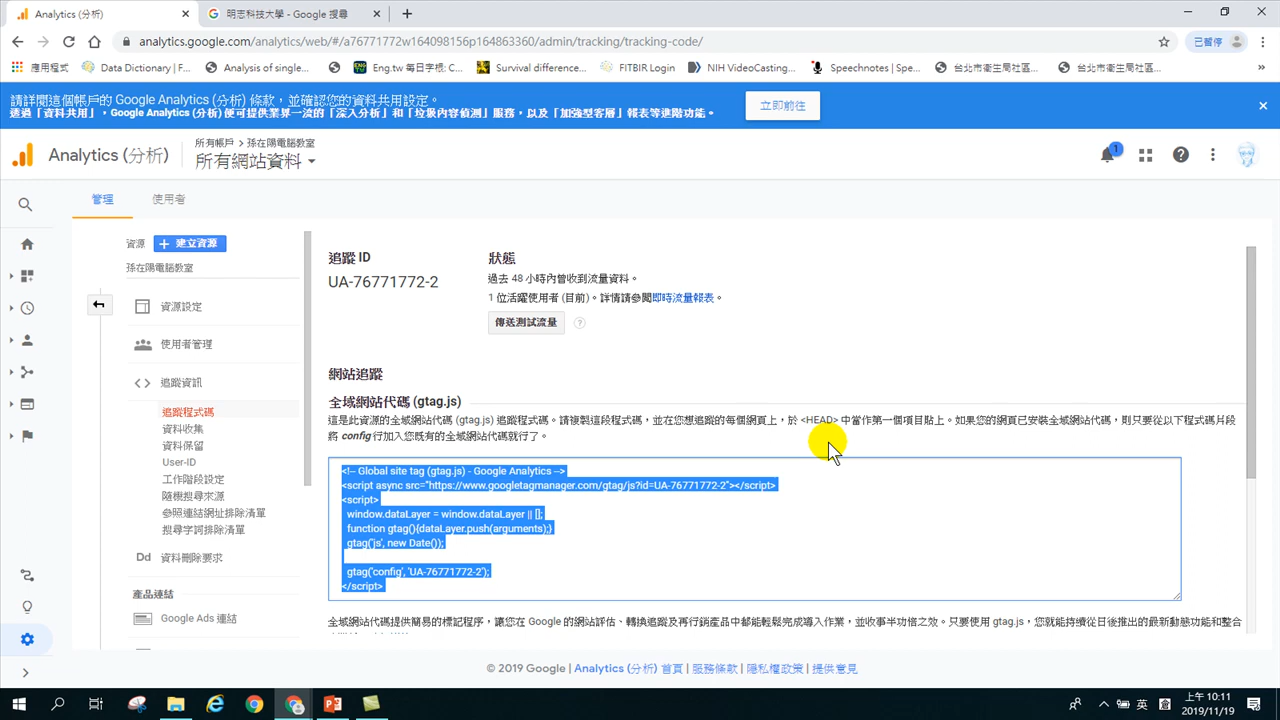 Analytics (分析)
明志科技大學 - Google 搜尋
analytics.google.com/analytics/web/#/a76771772w164098156p164863360/admin/tracking/tracking-code/
已暫停
應用程式
Data Dictionary | F...
Analysis of single...
Eng.tw 每日字根: C...
Survival difference...
FITBIR Login
NIH VideoCasting...
Speechnotes | Spe...
台北市衛生局社區...
台北市衛生局社區...
請詳閱這個帳戶的 Google Analytics (分析) 條款，並確認您的資料共用設定。
透過「資料共用」，Google Analytics (分析) 便可提供業界一流的「深入分析」和「垃圾內容偵測」服務，以及「加強型客層」報表等進階功能。
立即前往
Analytics (分析)
所有帳戶 > 孫在陽電腦教室
所有網站資料
1
管理
使用者
資源
建立資源
孫在陽電腦教室
資源設定
使用者管理
追蹤資訊
追蹤程式碼
資料收集
資料保留
User-ID
工作階段設定
隨機搜尋來源
參照連結網址排除清單
搜尋字詞排除清單
Dd 資料刪除要求
產品連結
Google Ads 連結
追蹤 ID
UA-76771772-2
狀態
過去 48 小時內曾收到流量資料。
1 位活躍使用者 (目前)。詳情請參閱即時流量報表。
傳送測試流量
網站追蹤
全域網站代碼 (gtag.js)
這是此資源的全域網站代碼 (gtag.js) 追蹤程式碼。請複製這段程式碼，並在您想追蹤的每個網頁上，於 <HEAD> 中當作第一個項目貼上。如果您的網頁已安裝全域網站代碼，則只要從以下程式碼片段
將 config 行加入您既有的全域網站代碼就行了。
<!-- Global site tag (gtag.js) - Google Analytics -->
<script async src="https://www.googletagmanager.com/gtag/js?id=UA-76771772-2"></script>
<script>
window.dataLayer = window.dataLayer || [];
function gtag(){dataLayer.push(arguments);}
gtag('js', new Date());
gtag('config', 'UA-76771772-2');
</script>
全域網站代碼提供簡易的標記程序，讓您在 Google 的網站評估、轉換追蹤及再行銷產品中都能輕鬆完成導入作業，並收事半功倍之效。只要使用 gtag.js，您就能持續從日後推出的最新動態功能和整合
© 2019 Google | Analytics (分析) 首頁 | 服務條款 | 隱私權政策 | 提供意見
英
上午 10:11
2019/11/19